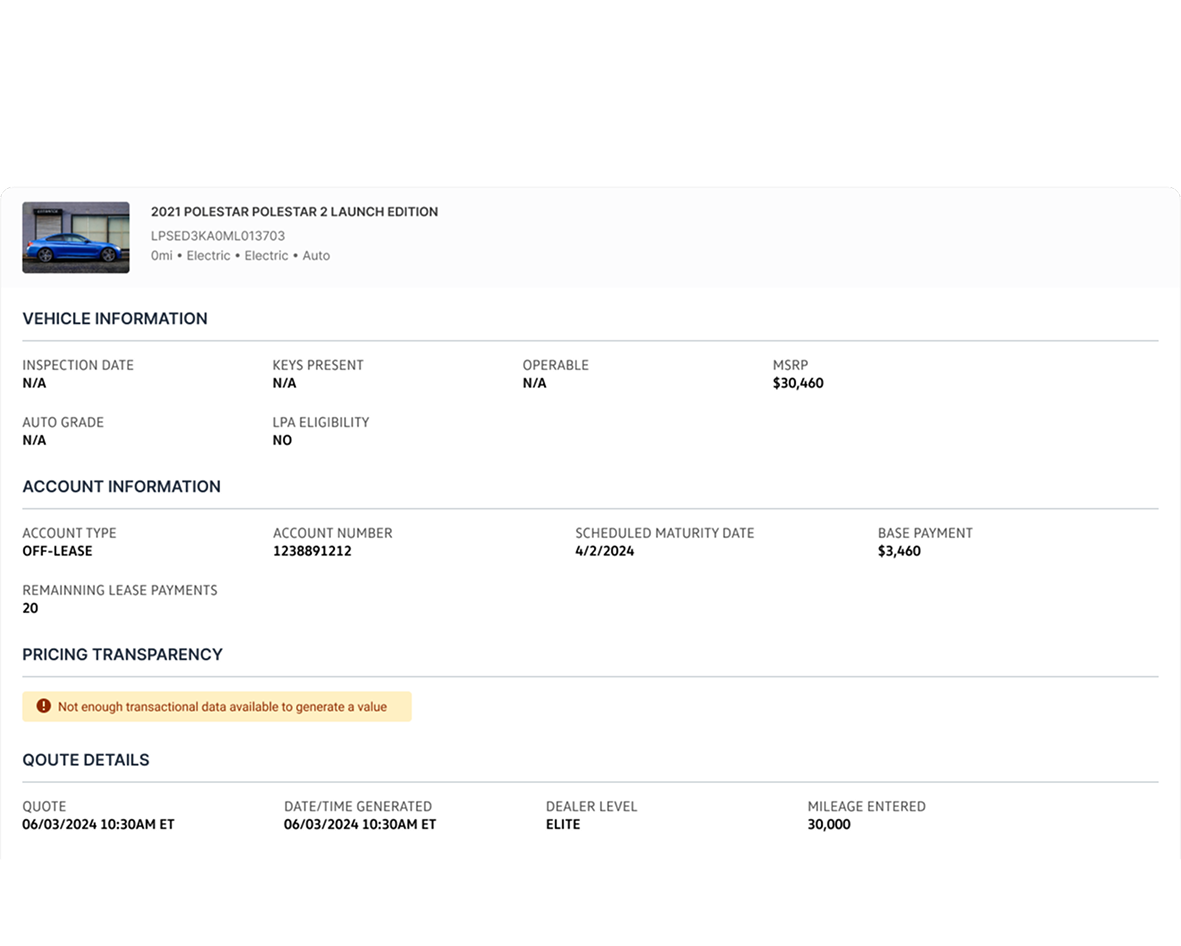 2021 POLESTAR POLESTAR 2 LAUNCH EDITION
LPSED3KA0ML013703
0mi • Electric • Electric • Auto
VEHICLE INFORMATION
INSPECTION DATE KEYS PRESENT OPERABLE MSRP
N/A N/A N/A $30,460
AUTO GRADE LPA ELIGIBILITY
N/A NO
ACCOUNT INFORMATION
ACCOUNT TYPE ACCOUNT NUMBER SCHEDULED MATURITY DATE BASE PAYMENT
OFF-LEASE 1238891212 4/2/2024 $3,460
REMAINNING LEASE PAYMENTS
20
PRICING TRANSPARENCY
Not enough transactional data available to generate a value
QOUTE DETAILS
QUOTE DATE/TIME GENERATED DEALER LEVEL MILEAGE ENTERED
06/03/2024 10:30AM ET 06/03/2024 10:30AM ET ELITE 30,000